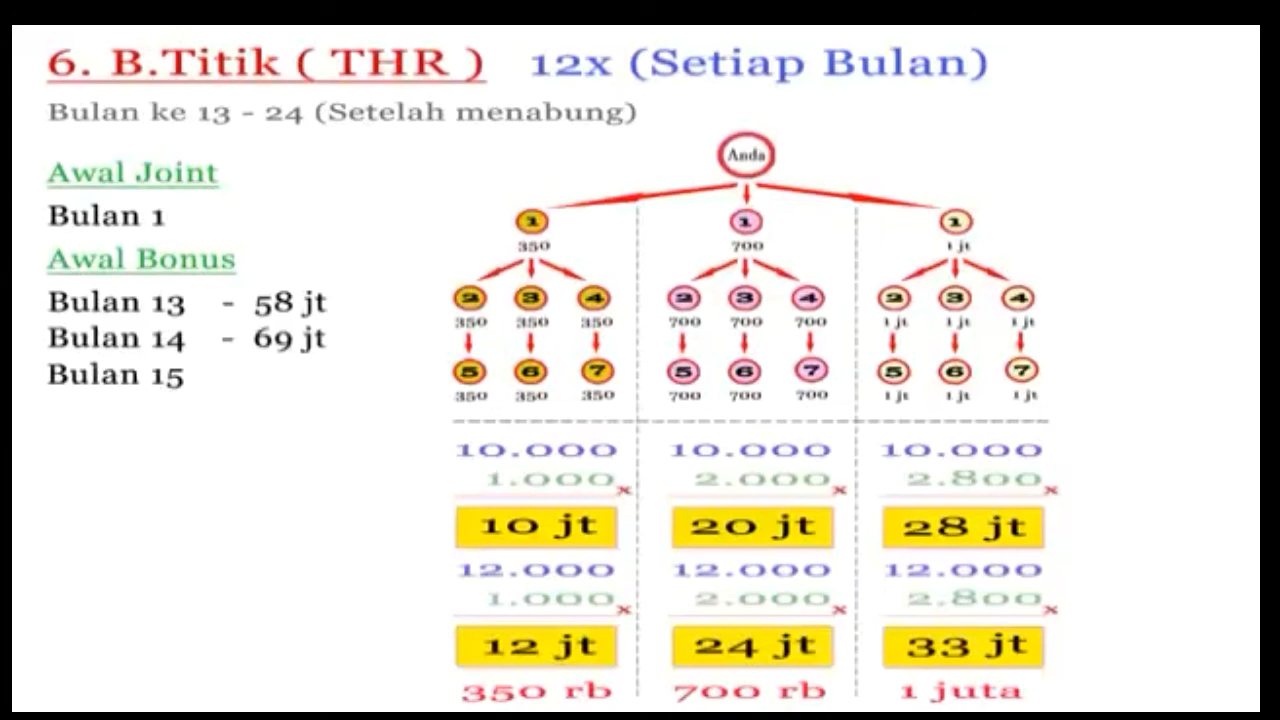 6. B.Titik ( THR ) 12x (Setiap Bulan)
Bulan ke 13 - 24 (Setelah menabung)
Awal Joint
Bulan 1
Awal Bonus
Bulan 13 - 58 jt
Bulan 14 - 69 jt
Bulan 15
Anda
1 1 1
350 700 1 jt
2 3 4 2 3 4 2 3 4
350 350 350 700 700 700 1 jt 1 jt 1 jt
5 6 7 5 6 7 5 6 7
350 350 350 700 700 700 1 jt 1 jt 1 jt
10.000 10.000 10.000
1.000 x 2.000 x 2.800 x
10 jt 20 jt 28 jt
12.000 12.000 12.000
1.000 x 2.000 x 2.800 x
12 jt 24 jt 33 jt
350 rb 700 rb 1 juta